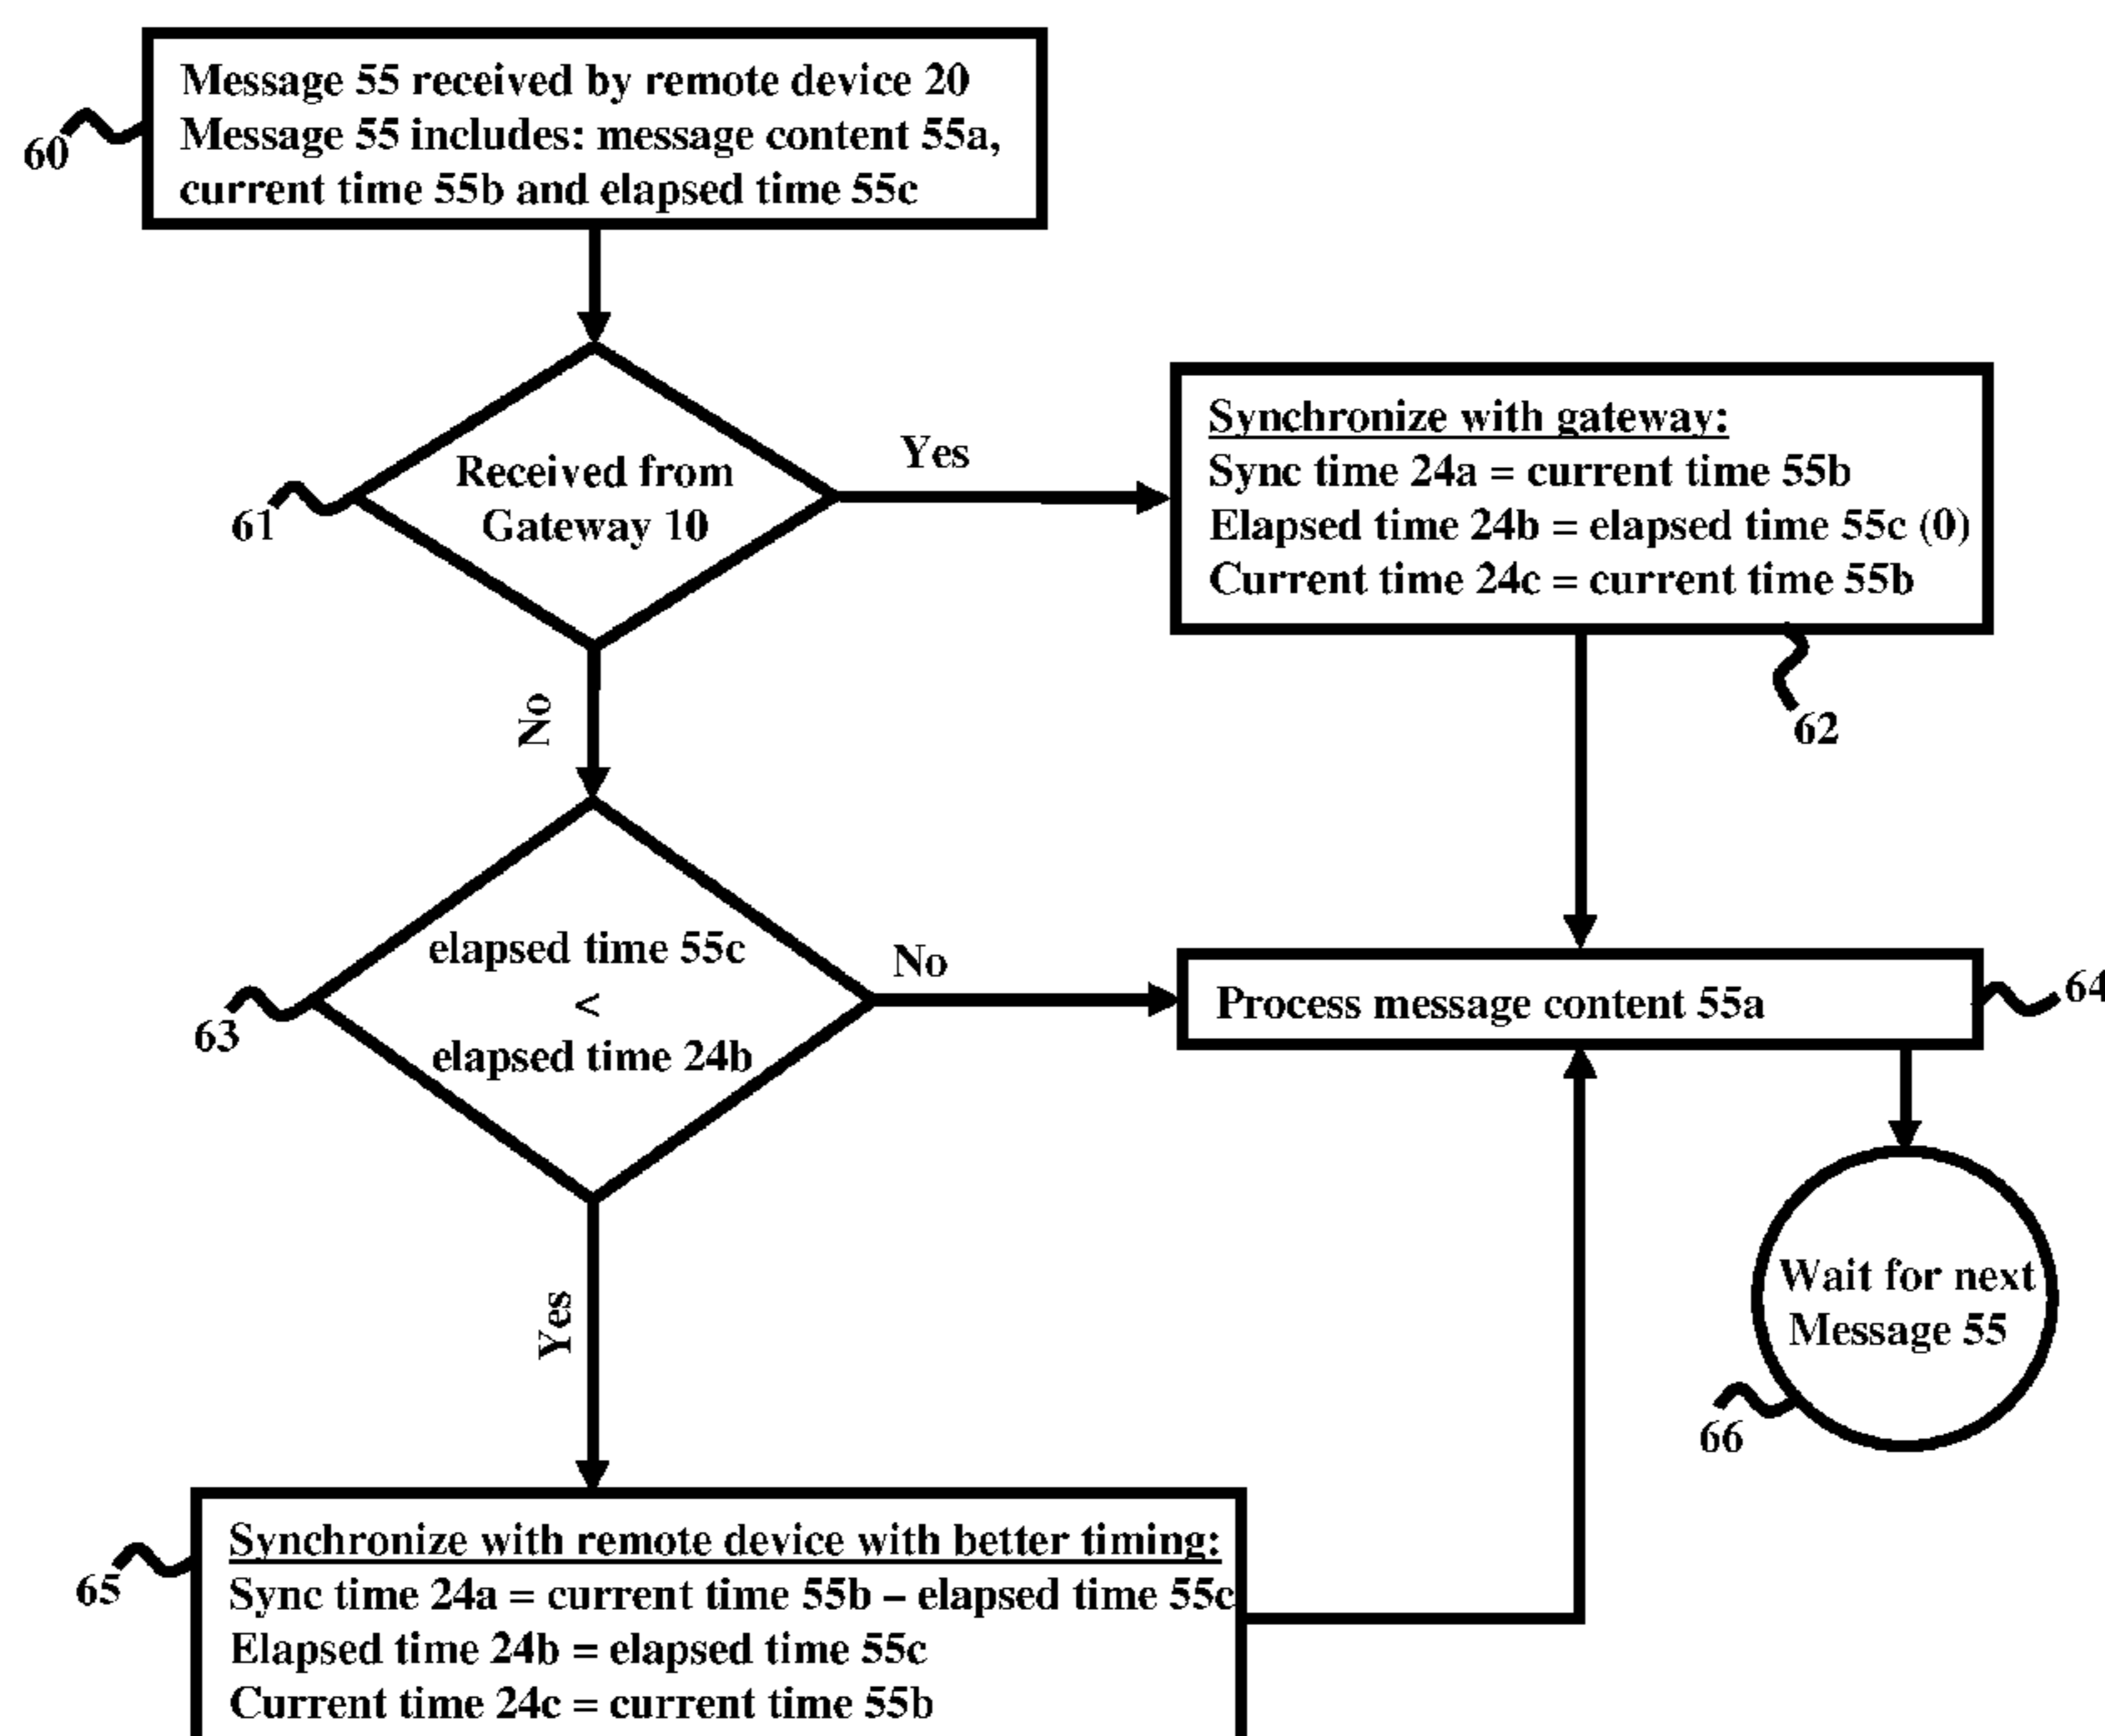 Message 55 received by remote device 20
Message 55 includes: message content 55a,
current time 55b and elapsed time 55c
60
Received from
Gateway 10
61
Yes
Synchronize with gateway:
Sync time 24a = current time 55b
Elapsed time 24b = elapsed time 55c (0)
Current time 24c = current time 55b
62
No
elapsed time 55c
<
elapsed time 24b
63
No
Process message content 55a
64
Yes
Wait for next
Message 55
66
Synchronize with remote device with better timing:
Sync time 24a = current time 55b – elapsed time 55c
Elapsed time 24b = elapsed time 55c
Current time 24c = current time 55b
65